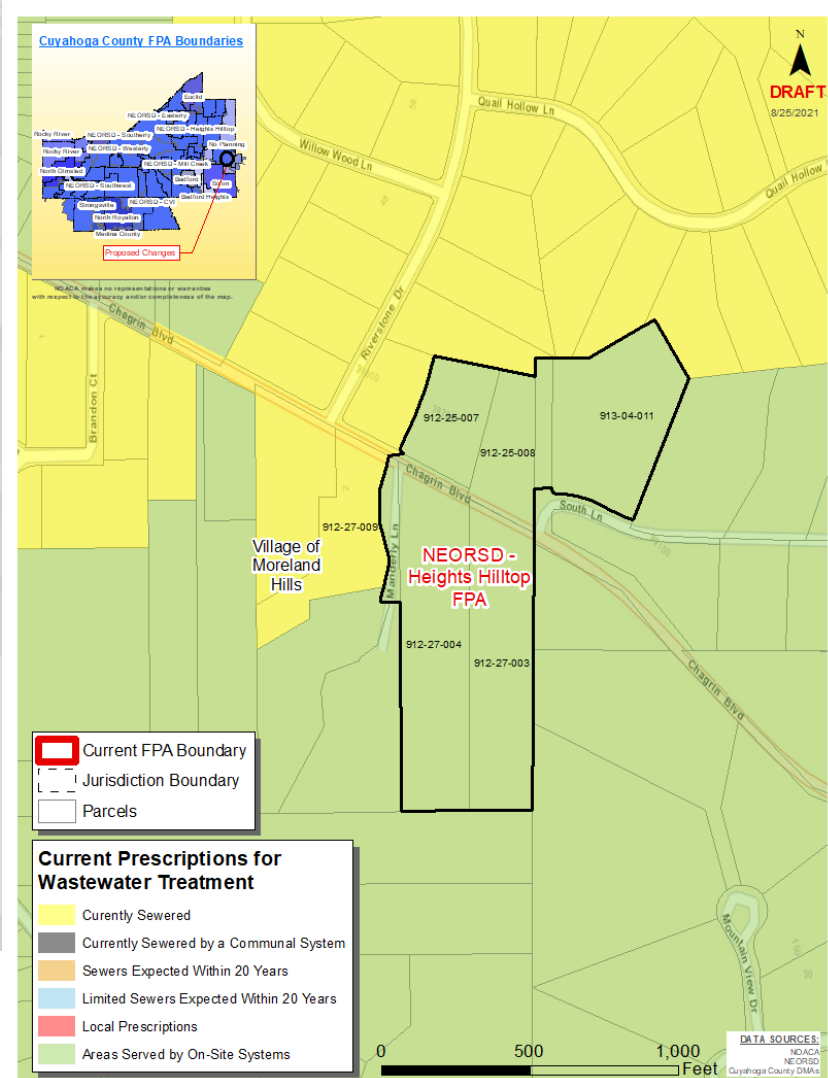 Cuyahoga County FPA Boundaries
Euclid
NEORSD - Easterly
NEORSD - Heights Hilltop
Rocky River
NEORSD - Southerly
No Planning
Rocky River
NEORSD - Westerly
NEORSD - Mill Creek
North Olmsted
Bedford
Solon
NEORSD - Southwest
Bedford Heights
Strongsville
NEORSD - CVI
North Royalton
Medina County
Proposed Changes
NOACA makes no representations or warranties
with respect to the accuracy and/or completeness of the map.
N
DRAFT
8/25/2021
Quail Hollow Ln
Willow Wood Ln
Quail Hollow
Riverstone Dr
Chagrin Blvd
Brandon Ct
912-25-007
913-04-011
912-25-008
Chagrin Blvd
South Ln
912-27-009
Manderly Ln
Village of
Moreland
Hills
NEORSD -
Heights Hilltop
FPA
912-27-004
912-27-003
Chagrin Blvd
Mountain View Dr
Current FPA Boundary
Jurisdiction Boundary
Parcels
Current Prescriptions for
Wastewater Treatment
Curently Sewered
Currently Sewered by a Communal System
Sewers Expected Within 20 Years
Limited Sewers Expected Within 20 Years
Local Prescriptions
Areas Served by On-Site Systems
0 500 1,000
Feet
DATA SOURCES:
NOACA
NEORSD
Cuyahoga County DMAs